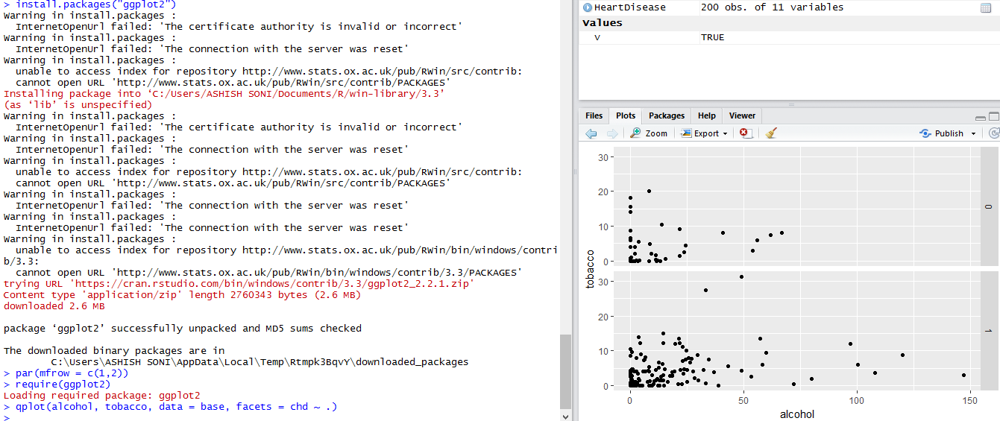 > install.packages("ggplot2")
Warning in install.packages :
  InternetOpenUrl failed: 'The certificate authority is invalid or incorrect'
Warning in install.packages :
  InternetOpenUrl failed: 'The connection with the server was reset'
Warning in install.packages :
  unable to access index for repository http://www.stats.ox.ac.uk/pub/RWin/src/contrib:
  cannot open URL 'http://www.stats.ox.ac.uk/pub/RWin/src/contrib/PACKAGES'
Installing package into ‘C:/Users/ASHISH SONI/Documents/R/win-library/3.3’
(as ‘lib’ is unspecified)
Warning in install.packages :
  InternetOpenUrl failed: 'The certificate authority is invalid or incorrect'
Warning in install.packages :
  InternetOpenUrl failed: 'The connection with the server was reset'
Warning in install.packages :
  unable to access index for repository http://www.stats.ox.ac.uk/pub/RWin/src/contrib:
  cannot open URL 'http://www.stats.ox.ac.uk/pub/RWin/src/contrib/PACKAGES'
Warning in install.packages :
  InternetOpenUrl failed: 'The connection with the server was reset'
Warning in install.packages :
  InternetOpenUrl failed: 'The connection with the server was reset'
Warning in install.packages :
  unable to access index for repository http://www.stats.ox.ac.uk/pub/RWin/bin/windows/contri
b/3.3:
  cannot open URL 'http://www.stats.ox.ac.uk/pub/RWin/bin/windows/contrib/3.3/PACKAGES'
trying URL 'https://cran.rstudio.com/bin/windows/contrib/3.3/ggplot2_2.2.1.zip'
Content type 'application/zip' length 2760343 bytes (2.6 MB)
downloaded 2.6 MB
package ‘ggplot2’ successfully unpacked and MD5 sums checked
The downloaded binary packages are in
        C:\Users\ASHISH SONI\AppData\Local\Temp\Rtmpk3BqvY\downloaded_packages
> par(mfrow = c(1,2))
> require(ggplot2)
Loading required package: ggplot2
> qplot(alcohol, tobacco, data = base, facets = chd ~ .)
>
HeartDisease 200 obs. of 11 variables
Values
v TRUE
Files Plots Packages Help Viewer
Zoom Export Publish
30
20
10
0
0
tobacco
30
20
10
0
1
0 50 100 150
alcohol